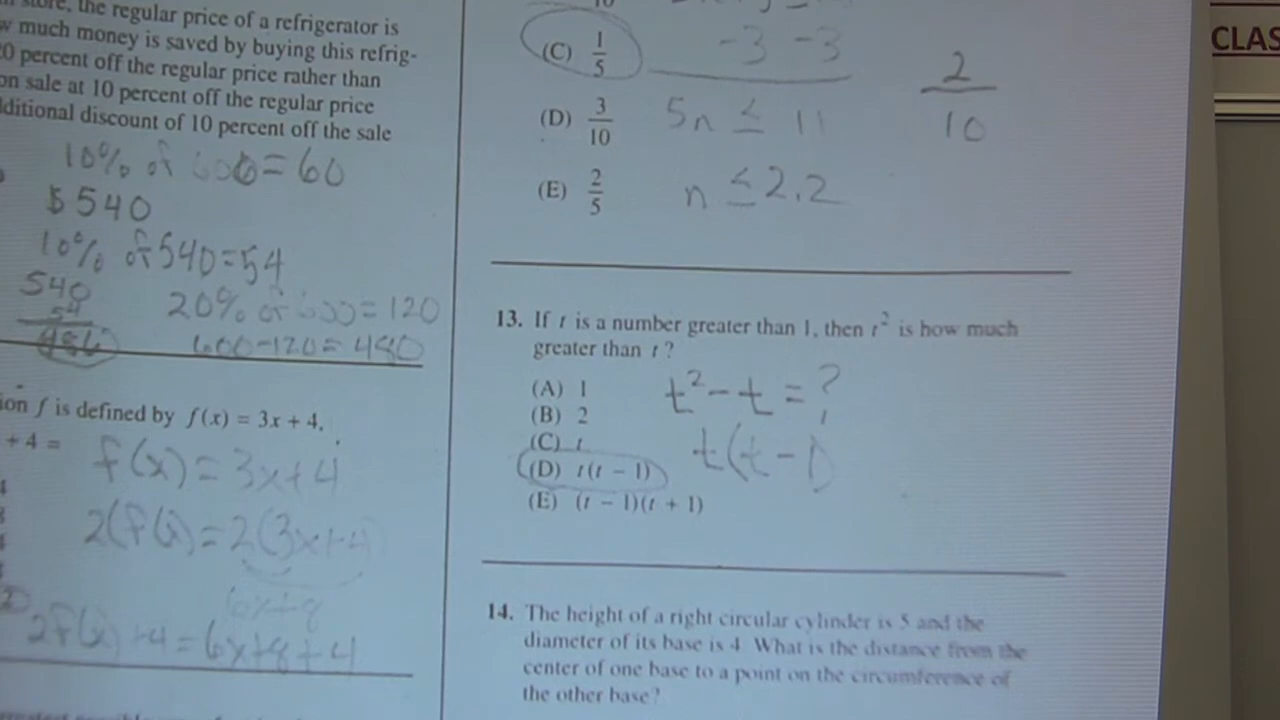 store, the regular price of a refrigerator is
much money is saved by buying this refrig-
percent off the regular price rather than
on sale at 10 percent off the regular price
discount of 10 percent off the sale
10% of 600 = 60
$540
10% of 540 = 54
540
54
486
20% of 600 = 120
600 - 120 = 480
f is defined by f(x) = 3x + 4.
+ 4 =
f(x) = 3x + 4
2(f(x) = 2(3x+4)
6x+8
2f(x) + 4 = 6x + 8 + 4
(C) 1/5
-3 -3
(D) 3/10
5n ≤ 11
(E) 2/5
n ≤ 2.2
2/10
13. If t is a number greater than 1, then t² is how much
greater than t ?
(A) 1
(B) 2
(C) t
(D) t(t − 1)
(E) (t − 1)(t + 1)
t² - t = ?
t(t - 1)
14. The height of a right circular cylinder is 5 and the
diameter of its base is 4. What is the distance from the
center of one base to a point on the circumference of
the other base?
CLAS